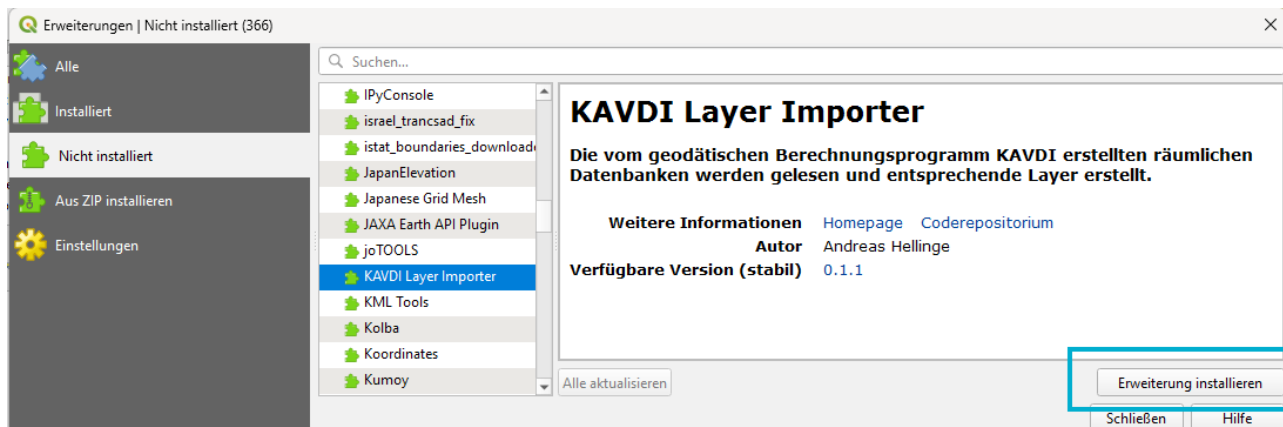 Erweiterungen | Nicht installiert (366)
Alle
Installiert
Nicht installiert
Aus ZIP installieren
Einstellungen
Suchen...
IPyConsole
israel_trancsad_fix
istat_boundaries_downloade
JapanElevation
Japanese Grid Mesh
JAXA Earth API Plugin
joTOOLS
KAVDI Layer Importer
KML Tools
Kolba
Koordinates
Kumoy
KAVDI Layer Importer
Die vom geodätischen Berechnungsprogramm KAVDI erstellten räumlichen
Datenbanken werden gelesen und entsprechende Layer erstellt.
Weitere Informationen Homepage Coderepositorium
Autor Andreas Hellinge
Verfügbare Version (stabil) 0.1.1
Alle aktualisieren
Erweiterung installieren
Schließen Hilfe